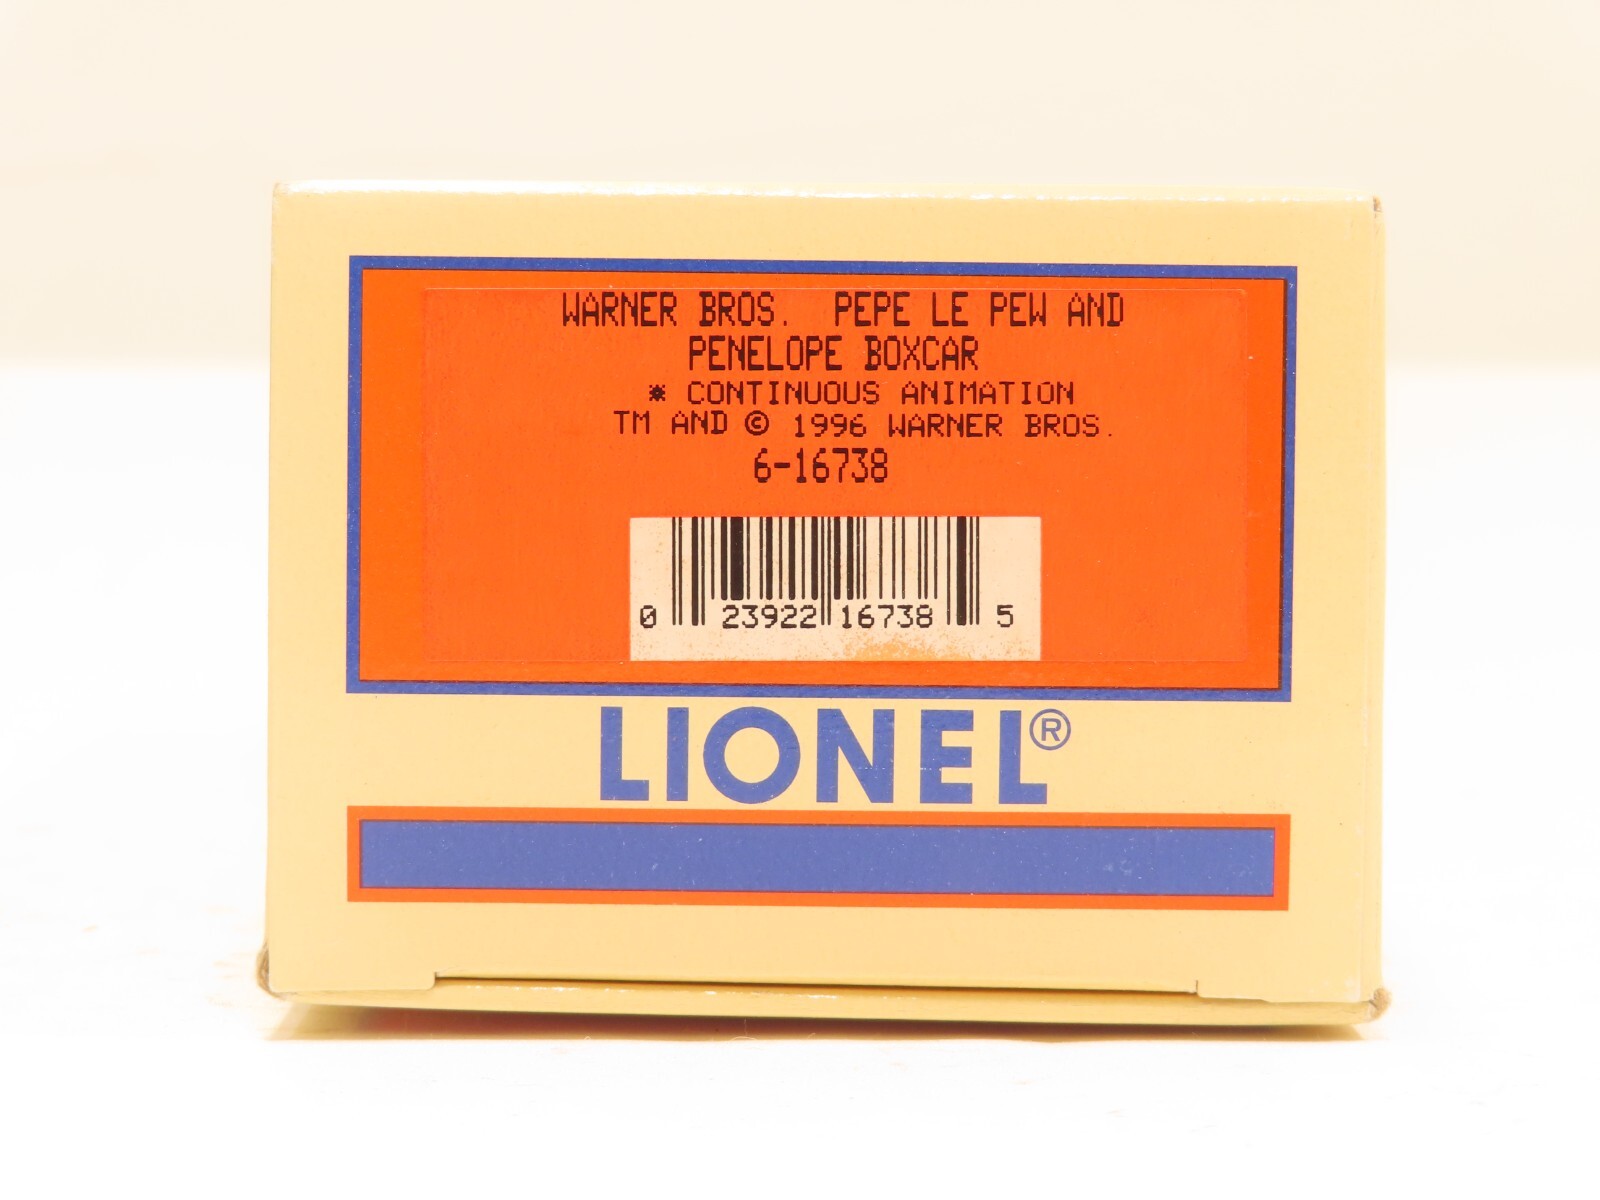 WARNER BROS. PEPE LE PEW AND
PENELOPE BOXCAR
* CONTINUOUS ANIMATION
TM AND © 1996 WARNER BROS.
6-16738
0 23922 16738 5
LIONEL®